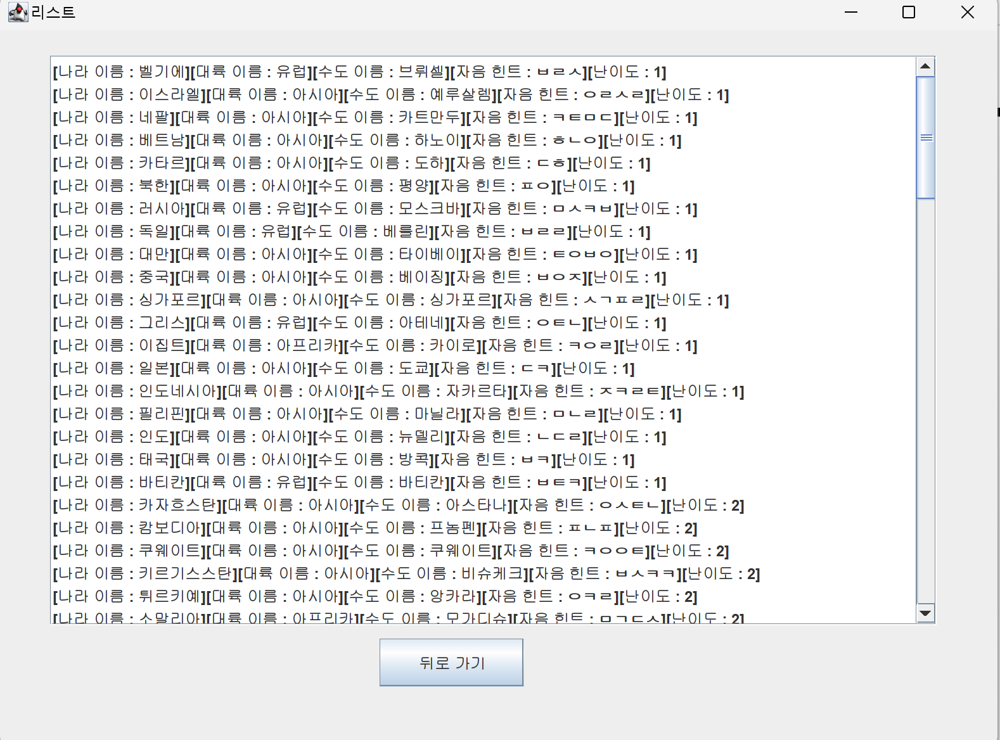 리스트
[나라 이름 : 벨기에][대륙 이름 : 유럽][수도 이름 : 브뤼셀][자음 힌트 : ㅂㄹㅅ][난이도 : 1]
[나라 이름 : 이스라엘][대륙 이름 : 아시아][수도 이름 : 예루살렘][자음 힌트 : ㅇㄹㅅㄹ][난이도 : 1]
[나라 이름 : 네팔][대륙 이름 : 아시아][수도 이름 : 카트만두][자음 힌트 : ㅋㅌㅁㄷ][난이도 : 1]
[나라 이름 : 베트남][대륙 이름 : 아시아][수도 이름 : 하노이][자음 힌트 : ㅎㄴㅇ][난이도 : 1]
[나라 이름 : 카타르][대륙 이름 : 아시아][수도 이름 : 도하][자음 힌트 : ㄷㅎ][난이도 : 1]
[나라 이름 : 북한][대륙 이름 : 아시아][수도 이름 : 평양][자음 힌트 : ㅍㅇ][난이도 : 1]
[나라 이름 : 러시아][대륙 이름 : 유럽][수도 이름 : 모스크바][자음 힌트 : ㅁㅅㅋㅂ][난이도 : 1]
[나라 이름 : 독일][대륙 이름 : 유럽][수도 이름 : 베를린][자음 힌트 : ㅂㄹㄹ][난이도 : 1]
[나라 이름 : 대만][대륙 이름 : 아시아][수도 이름 : 타이베이][자음 힌트 : ㅌㅇㅂㅇ][난이도 : 1]
[나라 이름 : 중국][대륙 이름 : 아시아][수도 이름 : 베이징][자음 힌트 : ㅂㅇㅈ][난이도 : 1]
[나라 이름 : 싱가포르][대륙 이름 : 아시아][수도 이름 : 싱가포르][자음 힌트 : ㅅㄱㅍㄹ][난이도 : 1]
[나라 이름 : 그리스][대륙 이름 : 유럽][수도 이름 : 아테네][자음 힌트 : ㅇㅌㄴ][난이도 : 1]
[나라 이름 : 이집트][대륙 이름 : 아프리카][수도 이름 : 카이로][자음 힌트 : ㅋㅇㄹ][난이도 : 1]
[나라 이름 : 일본][대륙 이름 : 아시아][수도 이름 : 도쿄][자음 힌트 : ㄷㅋ][난이도 : 1]
[나라 이름 : 인도네시아][대륙 이름 : 아시아][수도 이름 : 자카르타][자음 힌트 : ㅈㅋㄹㅌ][난이도 : 1]
[나라 이름 : 필리핀][대륙 이름 : 아시아][수도 이름 : 마닐라][자음 힌트 : ㅁㄴㄹ][난이도 : 1]
[나라 이름 : 인도][대륙 이름 : 아시아][수도 이름 : 뉴델리][자음 힌트 : ㄴㄷㄹ][난이도 : 1]
[나라 이름 : 태국][대륙 이름 : 아시아][수도 이름 : 방콕][자음 힌트 : ㅂㅋ][난이도 : 1]
[나라 이름 : 바티칸][대륙 이름 : 유럽][수도 이름 : 바티칸][자음 힌트 : ㅂㅌㅋ][난이도 : 1]
[나라 이름 : 카자흐스탄][대륙 이름 : 아시아][수도 이름 : 아스타나][자음 힌트 : ㅇㅅㅌㄴ][난이도 : 2]
[나라 이름 : 캄보디아][대륙 이름 : 아시아][수도 이름 : 프놈펜][자음 힌트 : ㅍㄴㅍ][난이도 : 2]
[나라 이름 : 쿠웨이트][대륙 이름 : 아시아][수도 이름 : 쿠웨이트][자음 힌트 : ㅋㅇㅇㅌ][난이도 : 2]
[나라 이름 : 키르기스스탄][대륙 이름 : 아시아][수도 이름 : 비슈케크][자음 힌트 : ㅂㅅㅋㅋ][난이도 : 2]
[나라 이름 : 튀르키예][대륙 이름 : 아시아][수도 이름 : 앙카라][자음 힌트 : ㅇㅋㄹ][난이도 : 2]
[나라 이름 : 소말리아][대륙 이름 : 아프리카][수도 이름 : 모가디슈][자음 힌트 : ㅁㄱㄷㅅ][난이도 : 2]
뒤로 가기